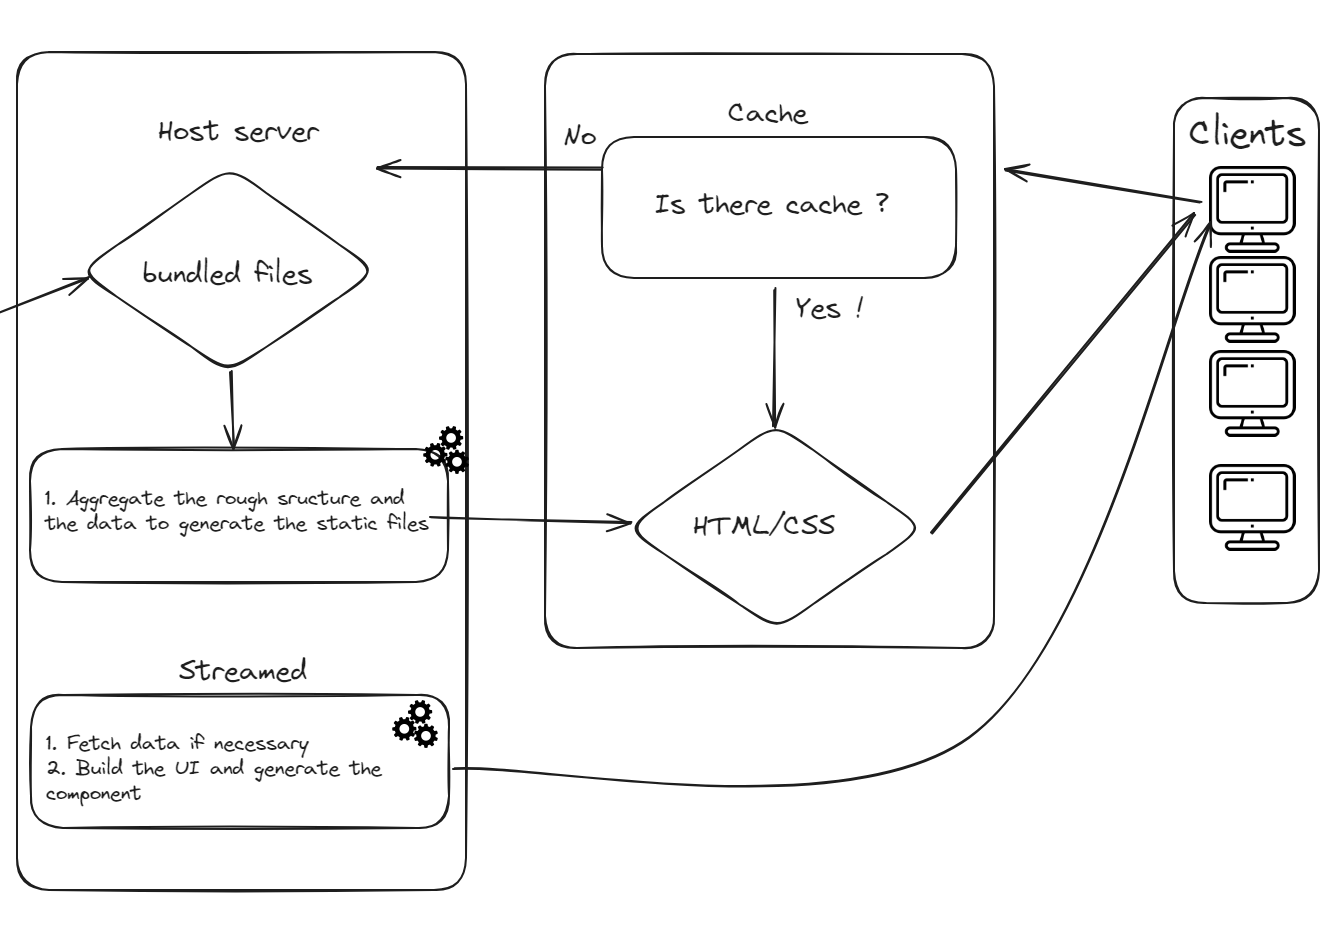 Host server
bundled files
1. Aggregate the rough sructure and
the data to generate the static files
Streamed
1. Fetch data if necessary
2. Build the UI and generate the
component
Cache
No
Is there cache ?
Yes !
HTML/CSS
Clients